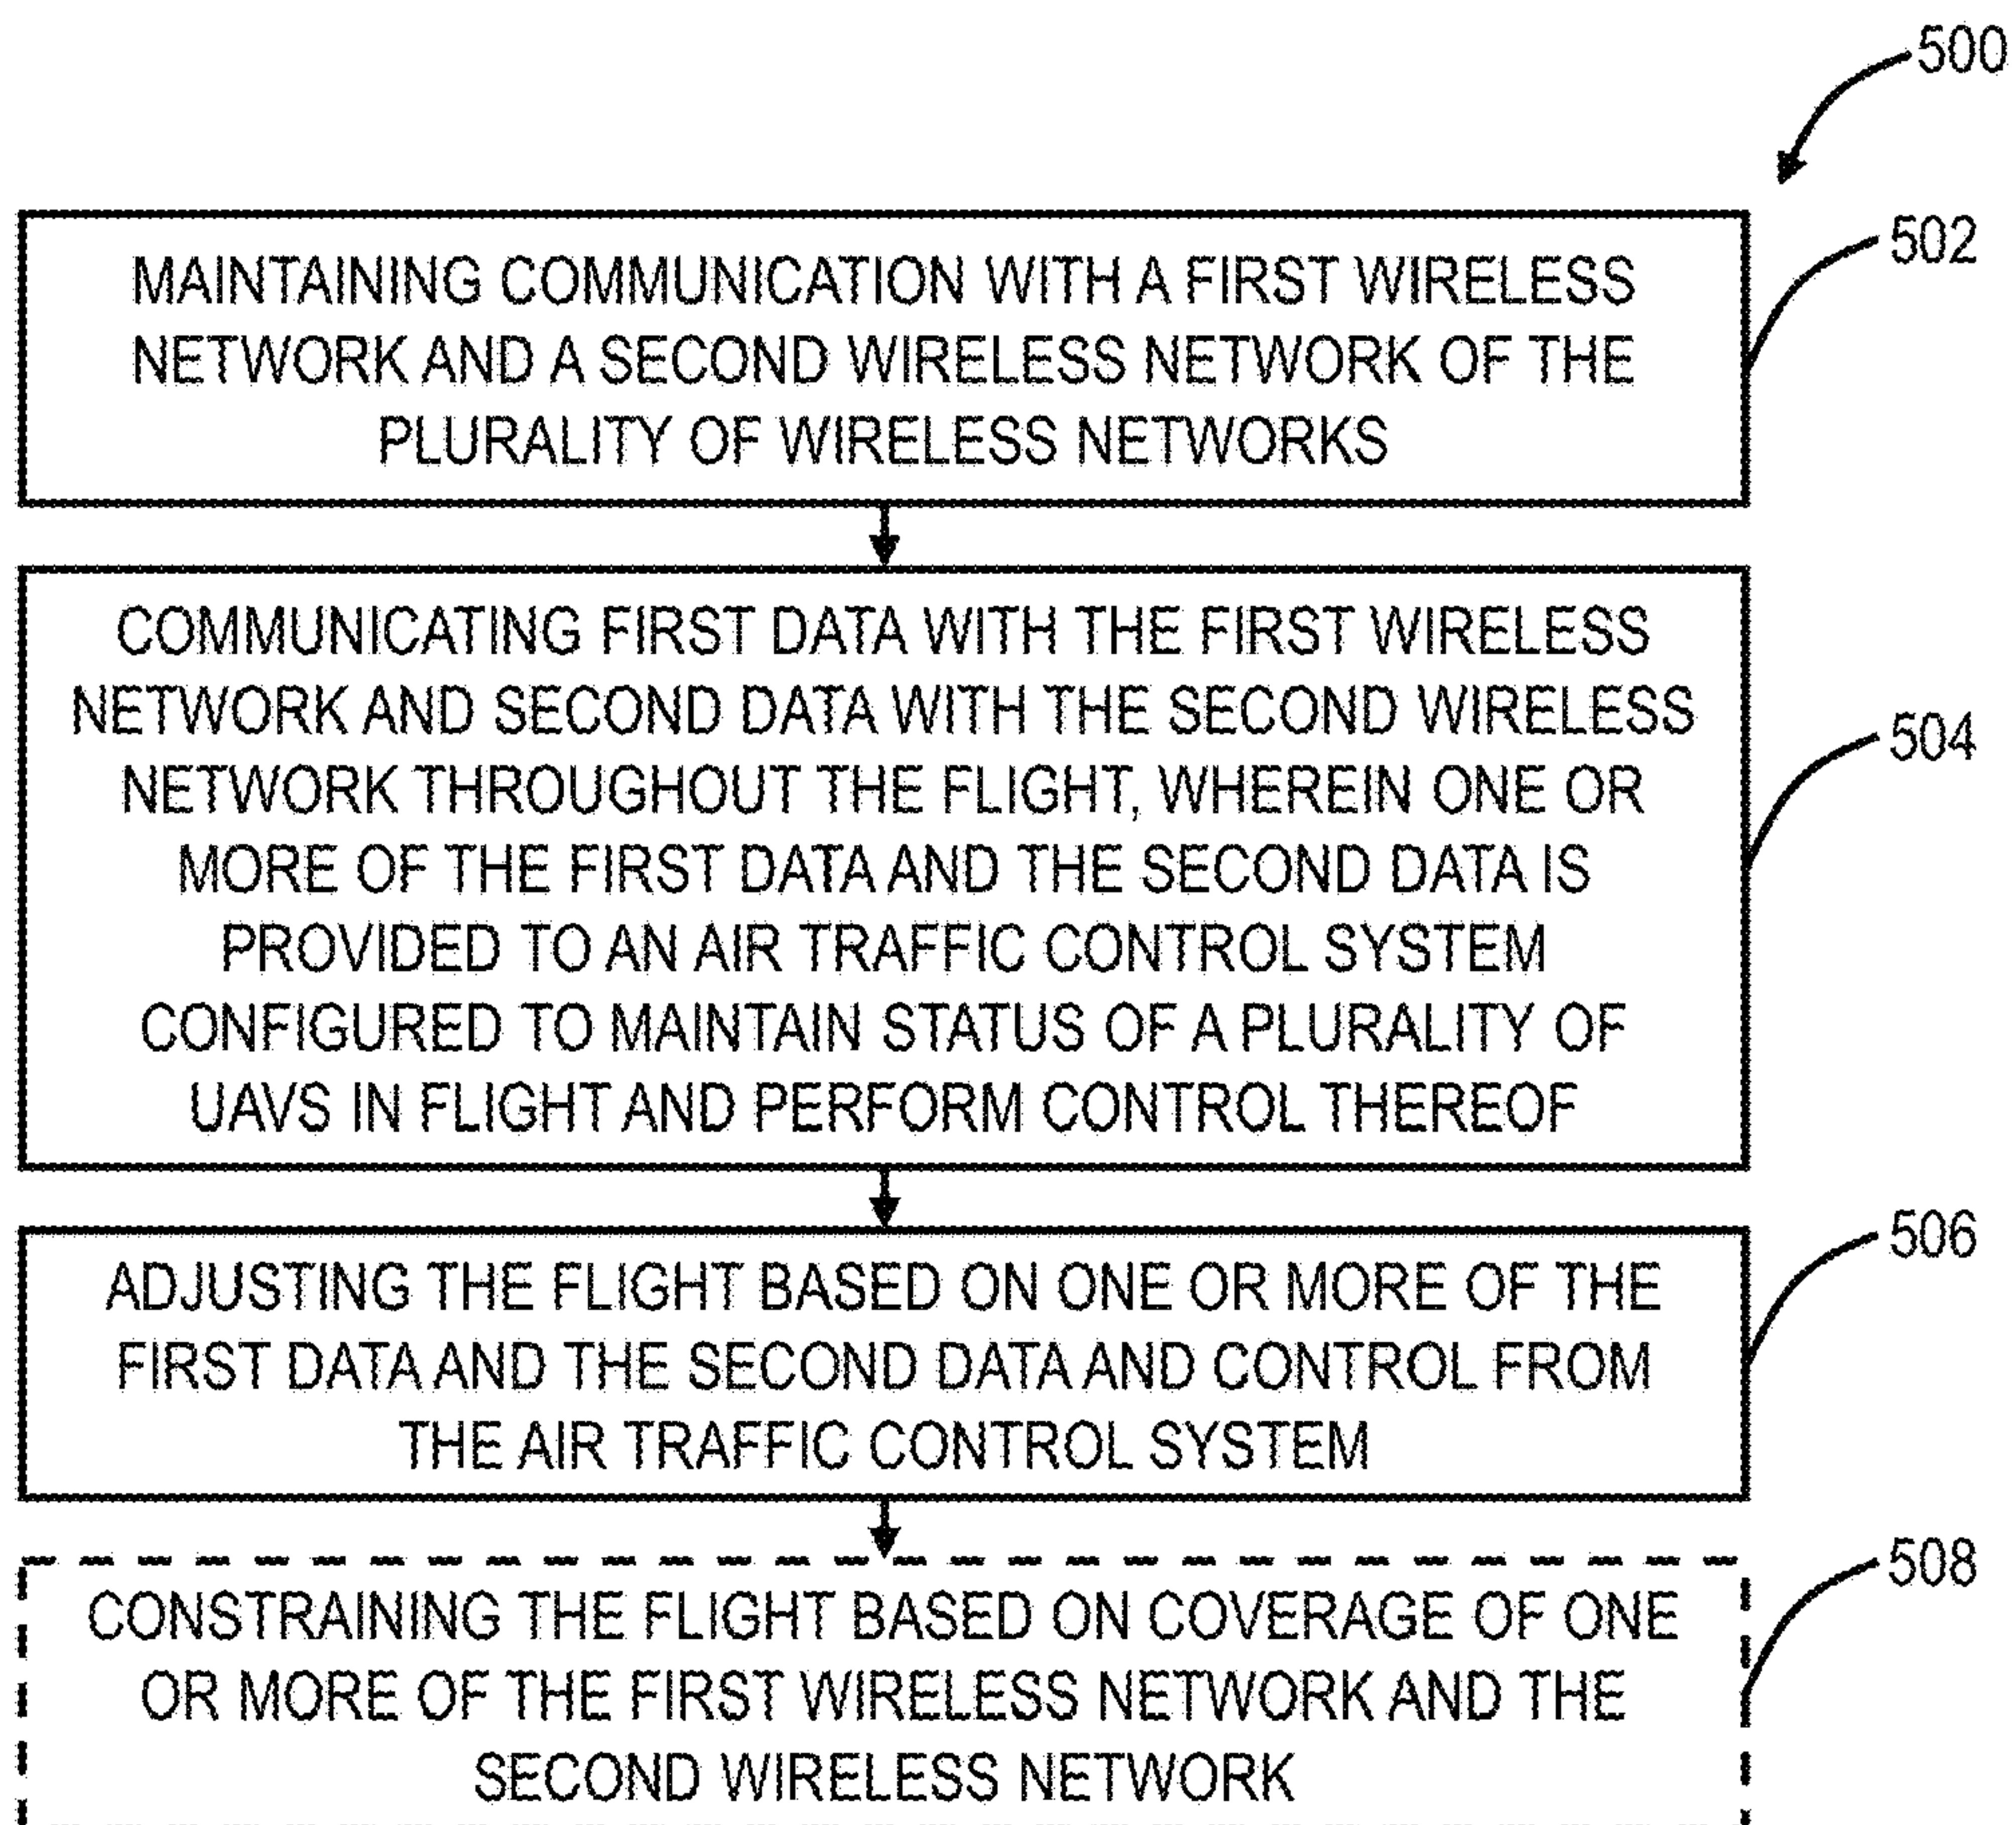 500
502
MAINTAINING COMMUNICATION WITH A FIRST WIRELESS
NETWORK AND A SECOND WIRELESS NETWORK OF THE
PLURALITY OF WIRELESS NETWORKS
504
COMMUNICATING FIRST DATA WITH THE FIRST WIRELESS
NETWORK AND SECOND DATA WITH THE SECOND WIRELESS
NETWORK THROUGHOUT THE FLIGHT, WHEREIN ONE OR
MORE OF THE FIRST DATA AND THE SECOND DATA IS
PROVIDED TO AN AIR TRAFFIC CONTROL SYSTEM
CONFIGURED TO MAINTAIN STATUS OF A PLURALITY OF
UAVS IN FLIGHT AND PERFORM CONTROL THEREOF
506
ADJUSTING THE FLIGHT BASED ON ONE OR MORE OF THE
FIRST DATA AND THE SECOND DATA AND CONTROL FROM
THE AIR TRAFFIC CONTROL SYSTEM
508
CONSTRAINING THE FLIGHT BASED ON COVERAGE OF ONE
OR MORE OF THE FIRST WIRELESS NETWORK AND THE
SECOND WIRELESS NETWORK